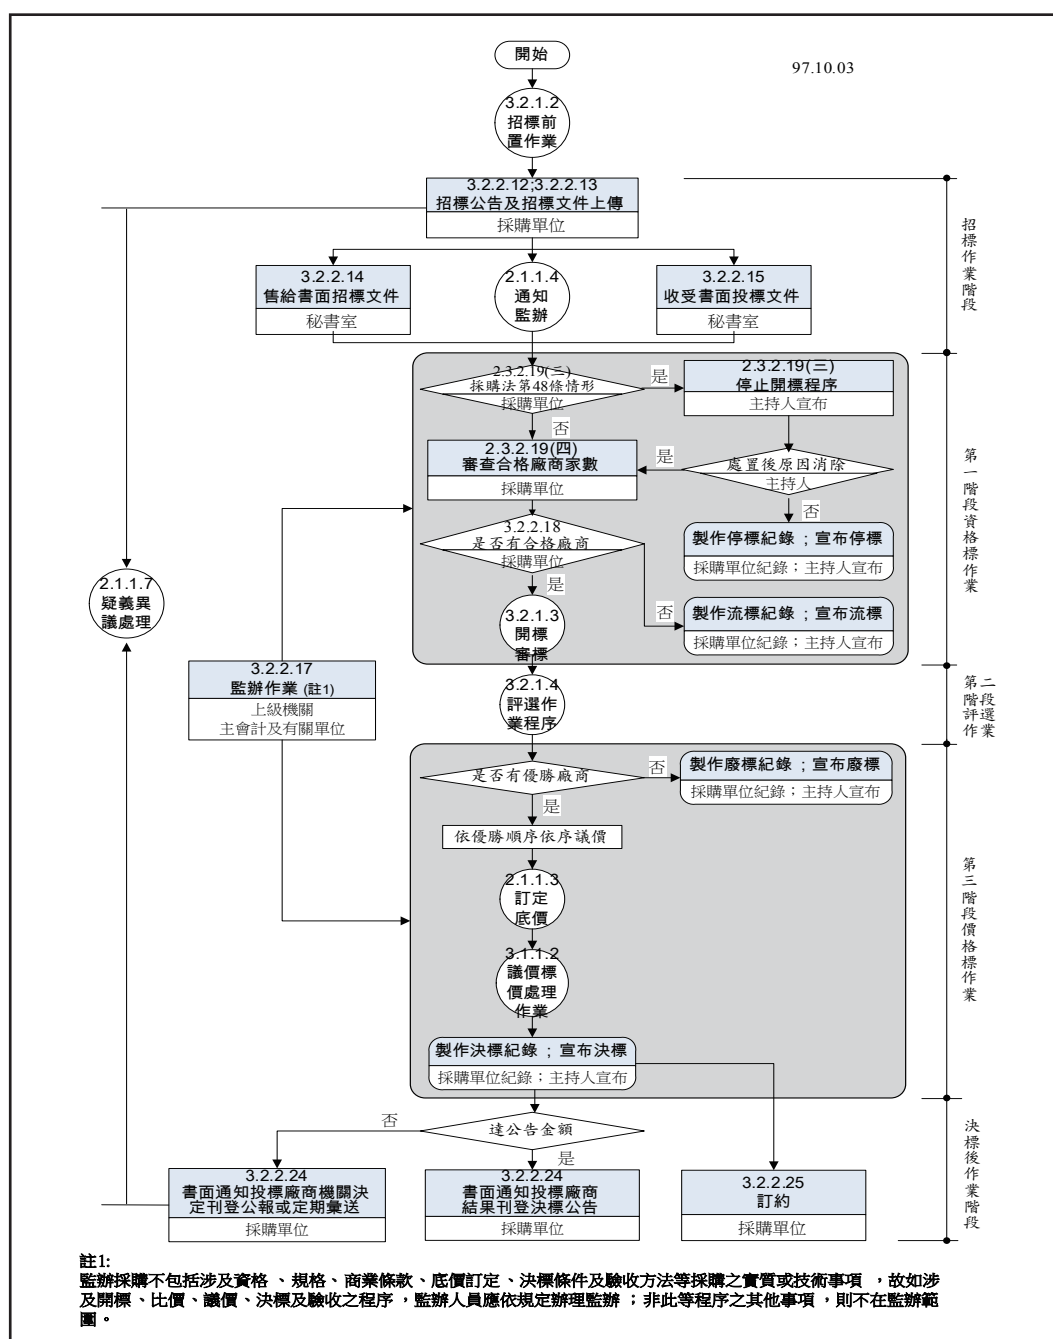 開始
97.10.03
3.2.1.2
招標前
置作業
3.2.2.12;3.2.2.13
招標公告及招標文件上傳
採購單位
招標作業階段
3.2.2.14
售給書面招標文件
秘書室
2.1.1.4
通知
監辦
3.2.2.15
收受書面投標文件
秘書室
2.3.2.19(三)
採購法第48條情形
採購單位
是
2.3.2.19(三)
停止開標程序
主持人宣布
否
2.3.2.19(四)
審查合格廠商家數
採購單位
是
處置後原因消除
主持人
否
第一階段資格標作業
3.2.2.18
是否有合格廠商
採購單位
製作停標紀錄；宣布停標
採購單位紀錄；主持人宣布
是
否
3.2.1.3
開標
審標
製作流標紀錄；宣布流標
採購單位紀錄；主持人宣布
2.1.1.7
疑義異
議處理
3.2.2.17
監辦作業 (註1)
上級機關
主會計及有關單位
3.2.1.4
評選作
業程序
第二
階段
評選
作業
是否有優勝廠商
否
製作廢標紀錄；宣布廢標
採購單位紀錄；主持人宣布
是
依優勝順序依序議價
2.1.1.3
訂定
底價
第三階段價格標作業
3.1.1.2
議價標
價處理
作業
製作決標紀錄；宣布決標
採購單位紀錄；主持人宣布
否
達公告金額
是
決標後作業階段
3.2.2.24
書面通知投標廠商機關決
定刊登公報或定期彙送
採購單位
3.2.2.24
書面通知投標廠商
結果刊登決標公告
採購單位
3.2.2.25
訂約
採購單位
註1:
監辦採購不包括涉及資格、規格、商業條款、底價訂定、決標條件及驗收方法等採購之實質或技術事項，故如涉
及開標、比價、議價、決標及驗收之程序，監辦人員應依規定辦理監辦；非此等程序之其他事項，則不在監辦範
圍。